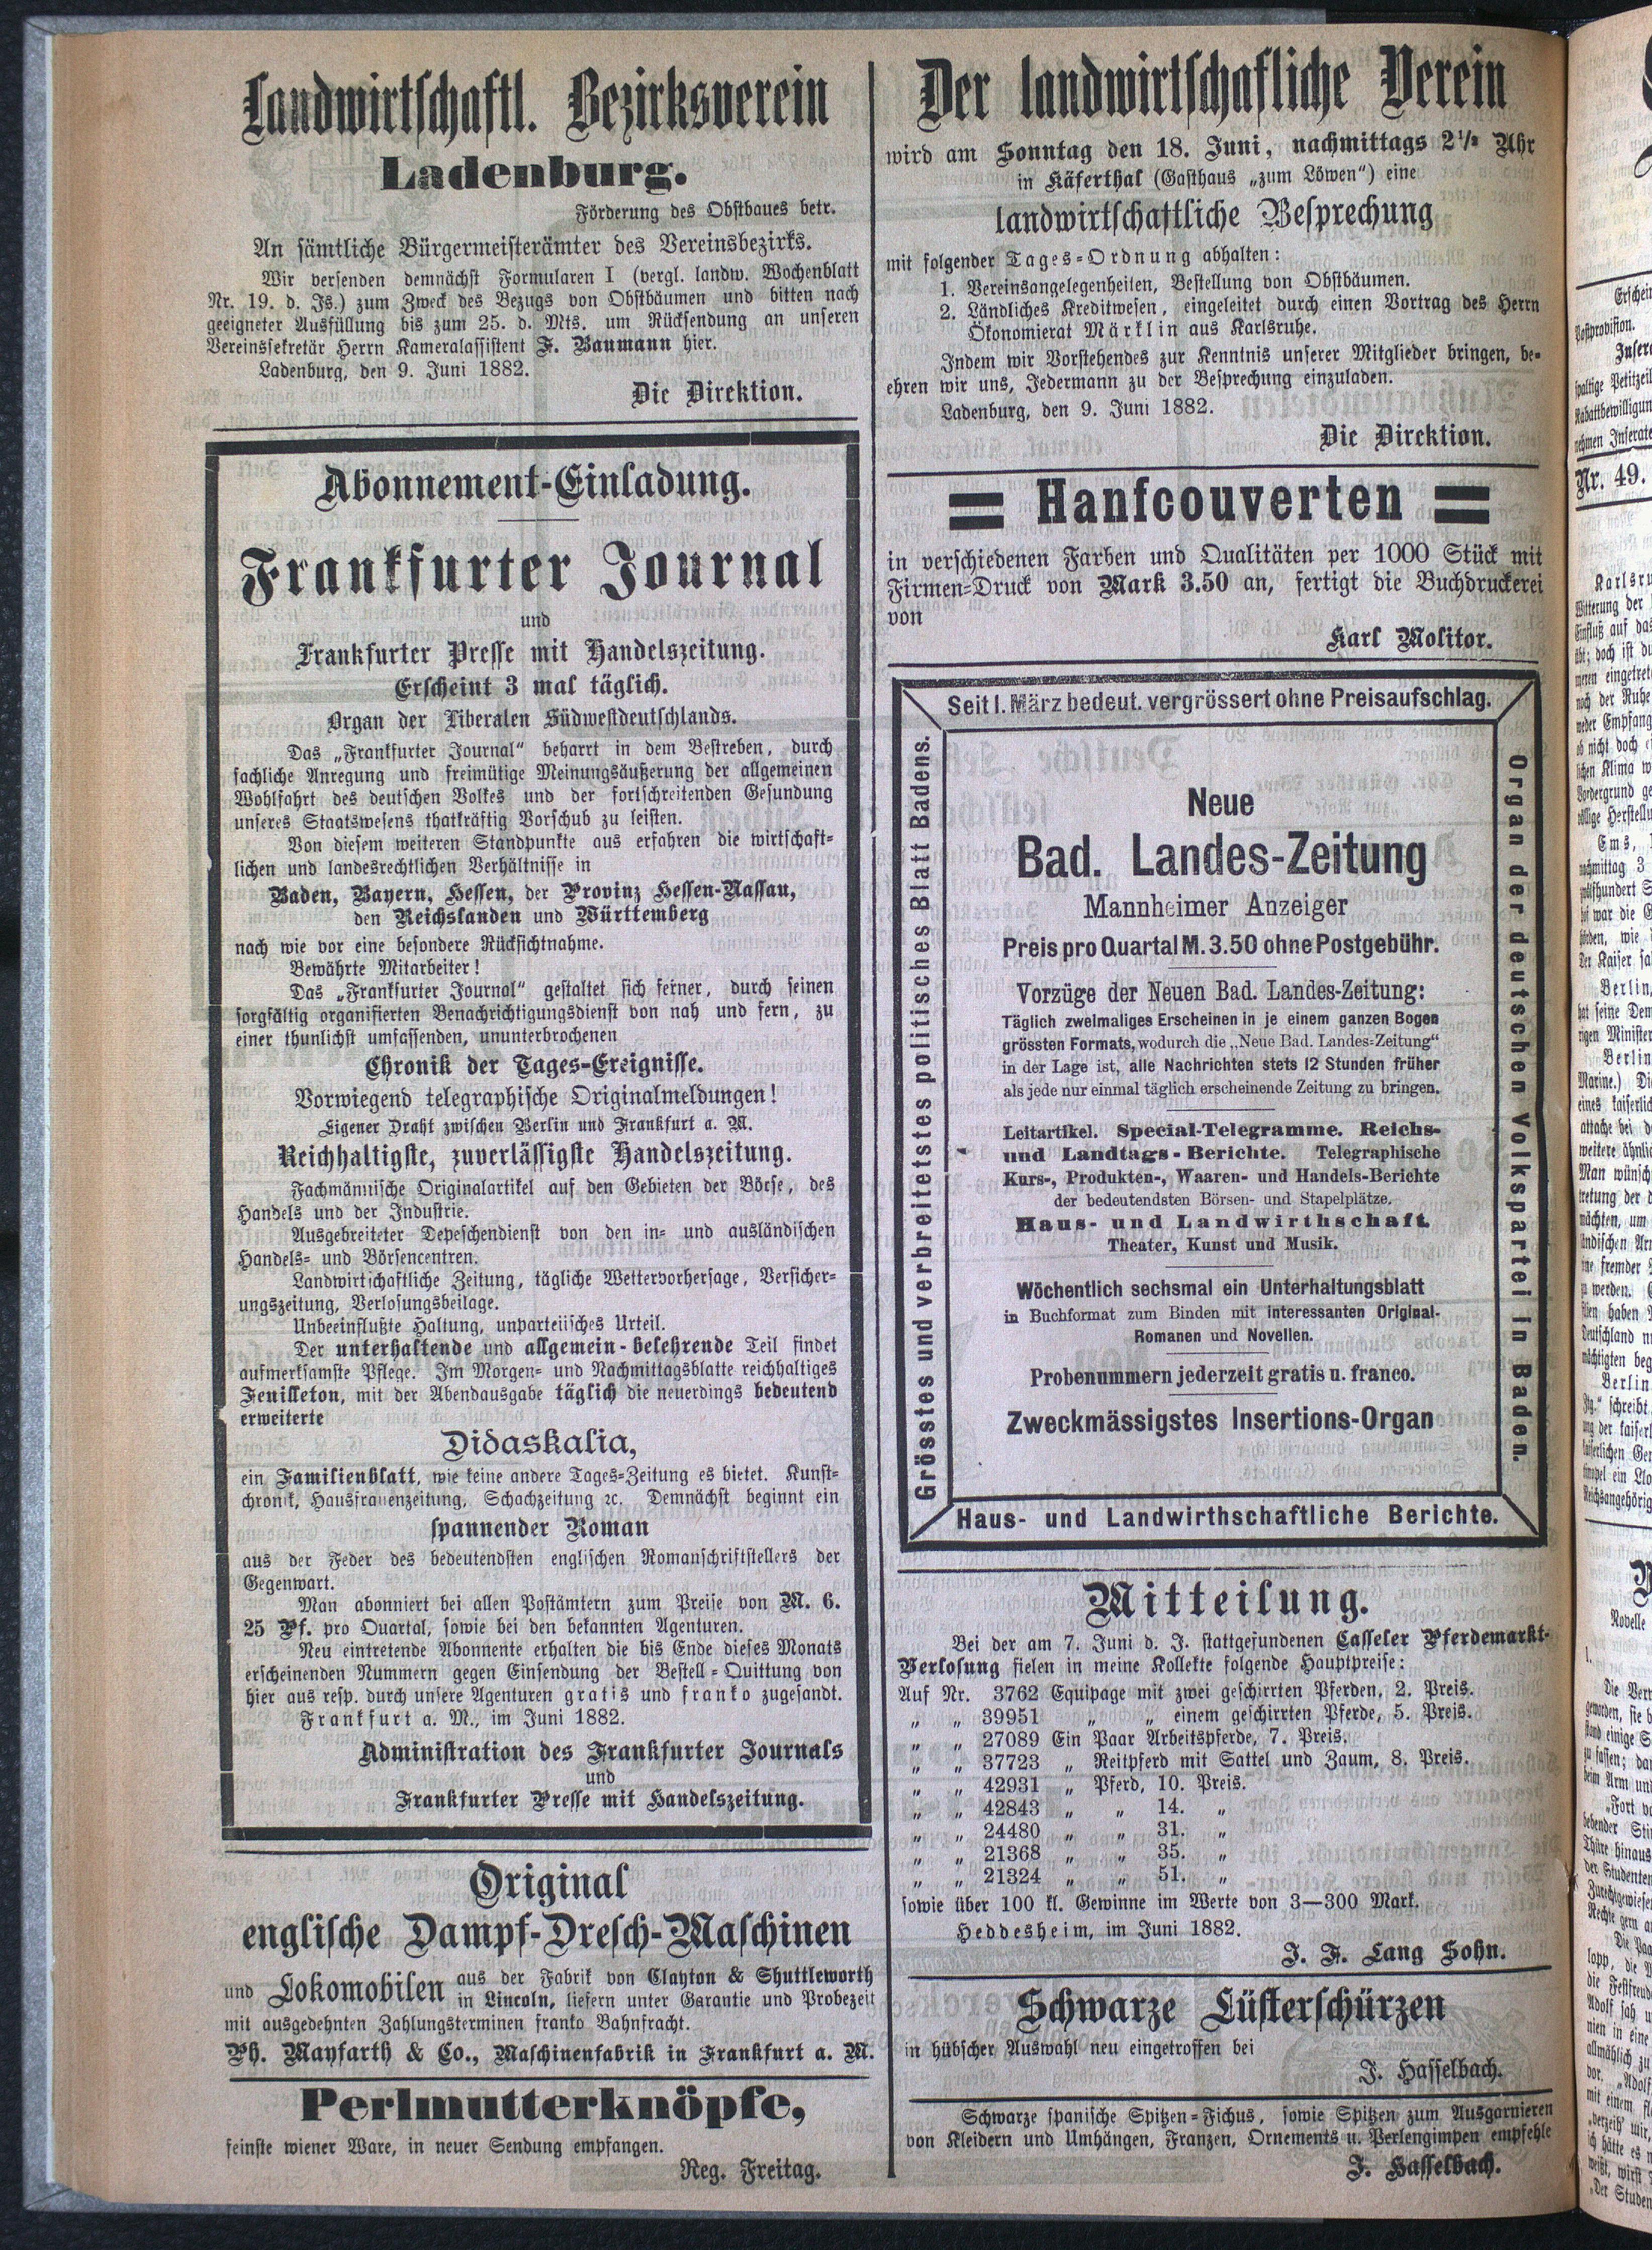 Landwirtschaftl. Bezirksverein
Ladenburg.
Förderung des Obstbaues betr.
An sämtliche Bürgermeisterämter des Vereinsbezirks.
Wir versenden demnächst Formularen I (vergl. landw. Wochenblatt
Nr. 19. d. Js.) zum Zweck des Bezugs von Obstbäumen und bitten nach
geeigneter Ausfüllung bis zum 25. d. Mts. um Rücksendung an unseren
Vereinssekretär Herrn Kameralassistent F. Baumann hier.
Ladenburg, den 9. Juni 1882.
Die Direktion.
Abonnement-Einladung.
Frankfurter Journal
und
Frankfurter Presse mit Handelszeitung.
Erscheint 3 mal täglich.
Organ der Liberalen Südwestdeutschlands.
Das „Frankfurter Journal“ beharrt in dem Bestreben, durch
sachliche Anregung und freimütige Meinungsäußerung der allgemeinen
Wohlfahrt des deutschen Volkes und der fortschreitenden Gesundung
unseres Staatswesens thatkräftig Vorschub zu leisten.
Von diesem weiteren Standpunkte aus erfahren die wirtschaft-
lichen und landesrechtlichen Verhältnisse in
Baden, Bayern, Hessen, der Provinz Hessen-Nassau,
den Reichslanden und Württemberg
nach wie vor eine besondere Rücksichtnahme.
Bewährte Mitarbeiter!
Das „Frankfurter Journal“ gestaltet sich ferner, durch seinen
sorgfältig organisierten Benachrichtigungsdienst von nah und fern, zu
einer thunlichst umfassenden, ununterbrochenen
Chronik der Tages-Ereignisse.
Vorwiegend telegraphische Originalmeldungen!
Eigener Draht zwischen Berlin und Frankfurt a. M.
Reichhaltigste, zuverlässigste Handelszeitung.
Fachmännische Originalartikel auf den Gebieten der Börse, des
Handels und der Industrie.
Ausgebreiteter Depeschendienst von den in- und ausländischen
Handels- und Börsencentren.
Landwirtschaftliche Zeitung, tägliche Wettervorhersage, Versicher-
ungszeitung, Verlosungsbeilage.
Unbeeinflußte Haltung, unparteiisches Urteil.
Der unterhaltende und allgemein-belehrende Teil findet
aufmerksamste Pflege. Im Morgen- und Nachmittagsblatte reichhaltiges
Feuilleton, mit der Abendausgabe täglich die neuerdings bedeutend
erweiterte
Didaskalia,
ein Familienblatt, wie keine andere Tages-Zeitung es bietet. Kunst-
chronik, Hausfrauenzeitung, Schachzeitung ꝛc. Demnächst beginnt ein
spannender Roman
aus der Feder des bedeutendsten englischen Romanschriftstellers der
Gegenwart.
Man abonniert bei allen Postämtern zum Preise von M. 6.
25 Pf. pro Quartal, sowie bei den bekannten Agenturen.
Neu eintretende Abonnente erhalten die bis Ende dieses Monats
erscheinenden Nummern gegen Einsendung der Bestell-Quittung von
hier aus resp. durch unsere Agenturen gratis und franko zugesandt.
Frankfurt a. M., im Juni 1882.
Administration des Frankfurter Journals
und
Frankfurter Presse mit Handelszeitung.
Original
englische Dampf-Dresch-Maschinen
und Lokomobilen aus der Fabrik von Clayton & Shuttleworth
in Lincoln, liefern unter Garantie und Probezeit
mit ausgedehnten Zahlungsterminen franko Bahnfracht.
Ph. Mayfarth & Co., Maschinenfabrik in Frankfurt a. M.
Perlmutterknöpfe,
feinste wiener Ware, in neuer Sendung empfangen.
Reg. Freitag.
Der landwirtschaftliche Verein
wird am Sonntag den 18. Juni, nachmittags 2½ Uhr
in Käferthal (Gasthaus „zum Löwen“) eine
landwirtschaftliche Besprechung
mit folgender Tages-Ordnung abhalten:
1. Vereinsangelegenheiten, Bestellung von Obstbäumen.
2. Ländliches Kreditwesen, eingeleitet durch einen Vortrag des Herrn
Ökonomierat Märklin aus Karlsruhe.
Indem wir Vorstehendes zur Kenntnis unserer Mitglieder bringen, be-
ehren wir uns, Jedermann zu der Besprechung einzuladen.
Ladenburg, den 9. Juni 1882.
Die Direktion.
= Hanfcouverten =
in verschiedenen Farben und Qualitäten per 1000 Stück mit
Firmen-Druck von Mark 3.50 an, fertigt die Buchdruckerei
von
Karl Molitor.
Seit I. März bedeut. vergrössert ohne Preisaufschlag.
Grösstes und verbreitetstes politisches Blatt Badens.
Organ der deutschen Volkspartei in Baden.
Neue
Bad. Landes-Zeitung
Mannheimer Anzeiger
Preis pro Quartal M. 3.50 ohne Postgebühr.
Vorzüge der Neuen Bad. Landes-Zeitung:
Täglich zweimaliges Erscheinen in je einem ganzen Bogen
grössten Formats, wodurch die „Neue Bad. Landes-Zeitung“
in der Lage ist, alle Nachrichten stets 12 Stunden früher
als jede nur einmal täglich erscheinende Zeitung zu bringen.
Leitartikel. Special-Telegramme. Reichs-
und Landtags-Berichte. Telegraphische
Kurs-, Produkten-, Waaren- und Handels-Berichte
der bedeutendsten Börsen- und Stapelplätze.
Haus- und Landwirthschaft.
Theater, Kunst und Musik.
Wöchentlich sechsmal ein Unterhaltungsblatt
in Buchformat zum Binden mit interessanten Original-
Romanen und Novellen.
Probenummern jederzeit gratis u. franco.
Zweckmässigstes Insertions-Organ
Haus- und Landwirthschaftliche Berichte.
Mitteilung.
Bei der am 7. Juni d. J. stattgefundenen Casseler Pferdemarkt-
Verlosung fielen in meine Kollekte folgende Hauptpreise:
Auf Nr. 3762 Equipage mit zwei geschirrten Pferden, 2. Preis.
„ „ 39951 „ „ einem geschirrten Pferde, 5. Preis.
„ „ 27089 Ein Paar Arbeitspferde, 7. Preis.
„ „ 37723 „ Reitpferd mit Sattel und Zaum, 8. Preis.
„ „ 42931 „ Pferd, 10. Preis.
„ „ 42843 „ „ 14. „
„ „ 24480 „ „ 31. „
„ „ 21368 „ „ 35. „
„ „ 21324 „ „ 51. „
sowie über 100 kl. Gewinne im Werte von 3—300 Mark.
Heddesheim, im Juni 1882.
J. F. Lang Sohn.
Schwarze Lüsterschürzen
in hübscher Auswahl neu eingetroffen bei
J. Hasselbach.
Schwarze spanische Spitzen-Fichus, sowie Spitzen zum Ausgarnieren
von Kleidern und Umhängen, Franzen, Ornements u. Perlengimpen empfehle
J. Hasselbach.
Nr. 49.